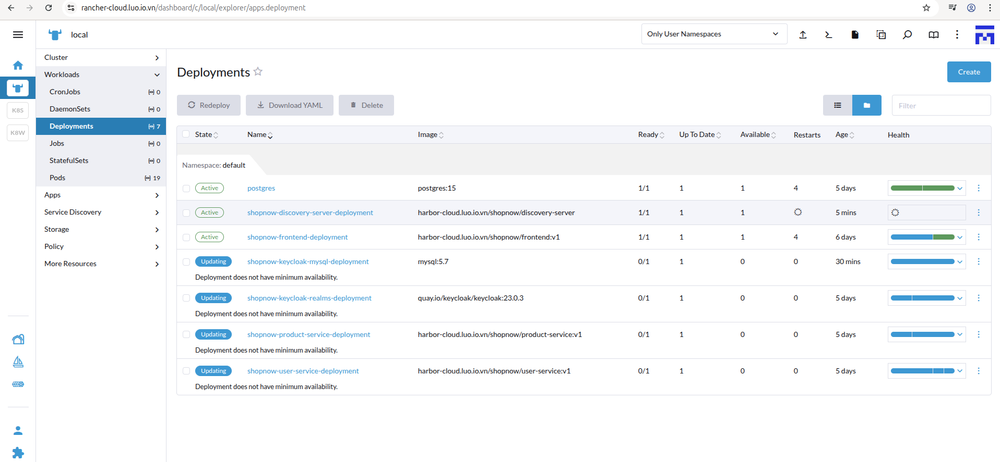 rancher-cloud.luo.io.vn/dashboard/c/local/explorer/apps.deployment
local
Only User Namespaces
K8S
K8W
Cluster
Workloads
CronJobs 0
DaemonSets 0
Deployments 7
Jobs 0
StatefulSets 0
Pods 19
Apps
Service Discovery
Storage
Policy
More Resources
Deployments
Create
Redeploy Download YAML Delete
Filter
State Name Image Ready Up To Date Available Restarts Age Health
Namespace: default
Active postgres postgres:15 1/1 1 1 4 5 days
Active shopnow-discovery-server-deployment harbor-cloud.luo.io.vn/shopnow/discovery-server 1/1 1 1 5 mins
Active shopnow-frontend-deployment harbor-cloud.luo.io.vn/shopnow/frontend:v1 1/1 1 1 4 6 days
Updating shopnow-keycloak-mysql-deployment mysql:5.7 0/1 1 0 0 30 mins
Deployment does not have minimum availability.
Updating shopnow-keycloak-realms-deployment quay.io/keycloak/keycloak:23.0.3 0/1 1 0 0 5 days
Deployment does not have minimum availability.
Updating shopnow-product-service-deployment harbor-cloud.luo.io.vn/shopnow/product-service:v1 0/1 1 0 0 5 days
Deployment does not have minimum availability.
Updating shopnow-user-service-deployment harbor-cloud.luo.io.vn/shopnow/user-service:v1 0/1 1 0 0 5 days
Deployment does not have minimum availability.